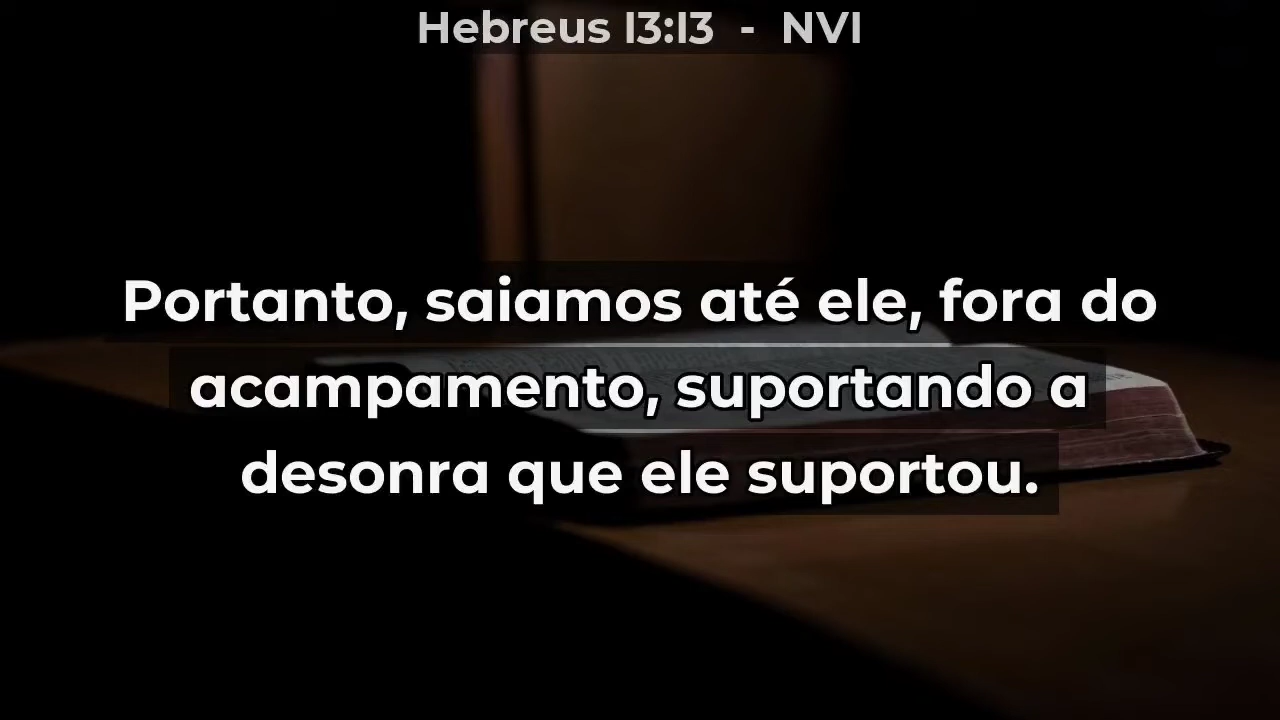 Hebreus 13:13 - NVI
Portanto, saiamos até ele, fora do
acampamento, suportando a
desonra que ele suportou.